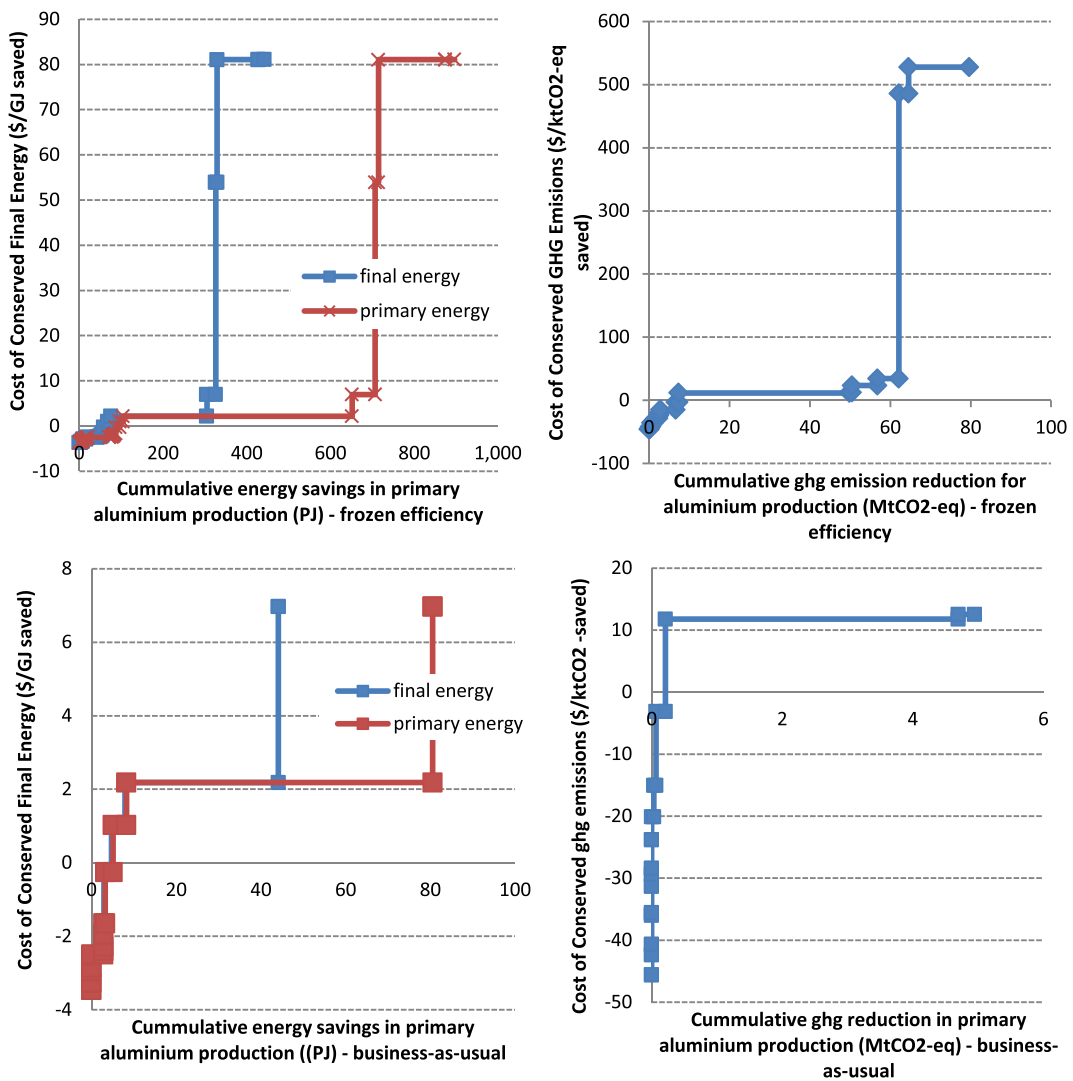 Cost of Conserved Final Energy ($/GJ saved)
90
80
70
60
50
40
30
20
10
0
-10
0
200
400
600
800
1,000
final energy
primary energy
Cummulative energy savings in primary
aluminium production (PJ) - frozen efficiency
Cost of Conserved GHG Emisions ($/ktCO2-eq
saved)
600
500
400
300
200
100
0
-100
0
20
40
60
80
100
Cummulative ghg emission reduction for
aluminium production (MtCO2-eq) - frozen
efficiency
Cost of Conserved Final Energy ($/GJ saved)
8
6
4
2
0
-2
-4
0
20
40
60
80
100
final energy
primary energy
Cummulative energy savings in primary
aluminium production ((PJ) - business-as-usual
Cost of Conserved ghg emissions ($/ktCO2 -saved)
20
10
0
-10
-20
-30
-40
-50
0
2
4
6
Cummulative ghg reduction in primary
aluminium production (MtCO2-eq) - business-
as-usual